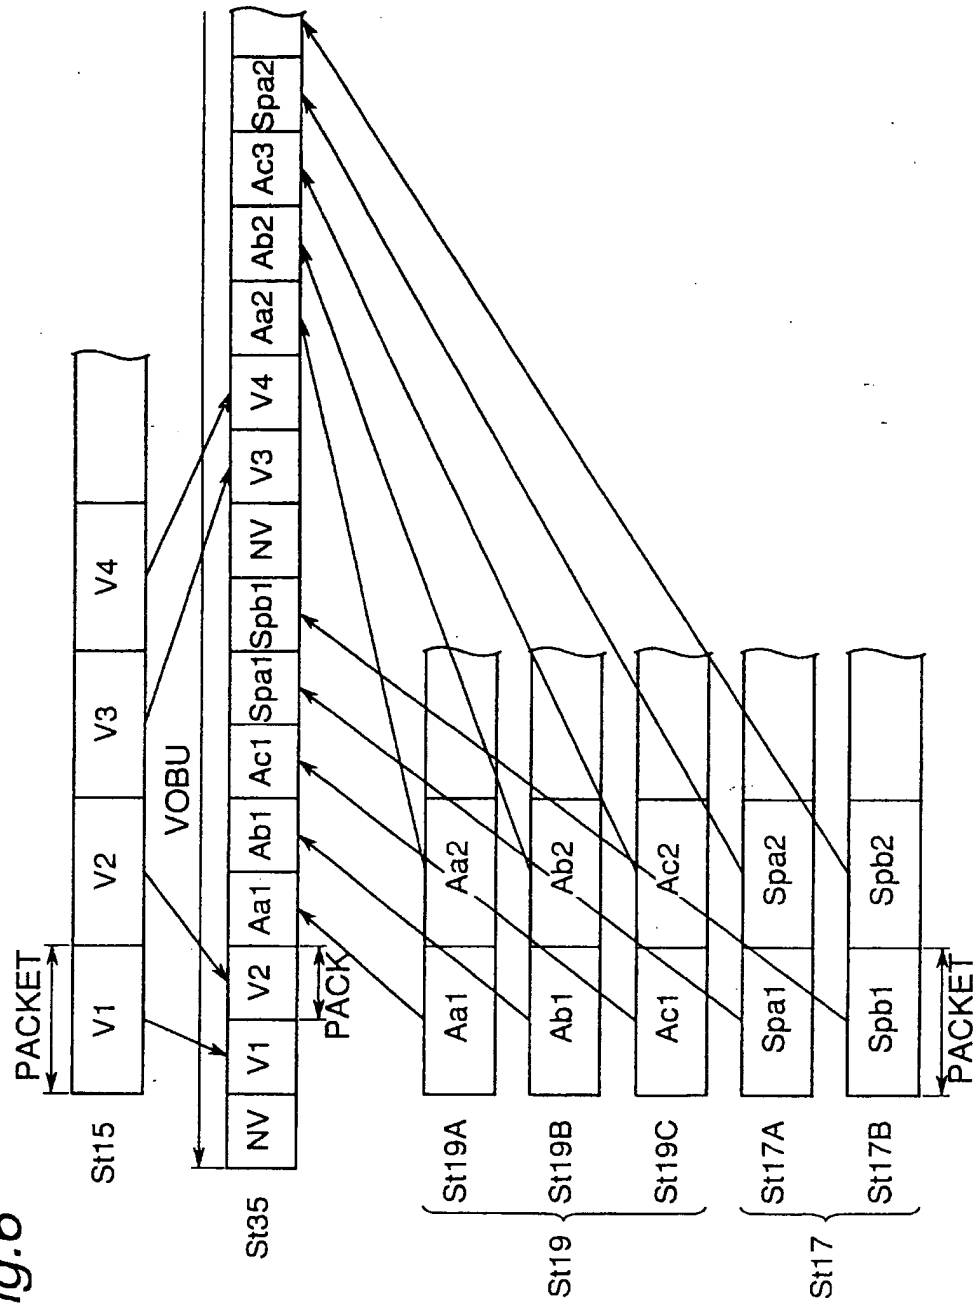 PACKET
St15 V1 V2 V3 V4
VOBU
St35 NV V1 V2 Aa1 Ab1 Ac1 Spa1 Spb1 NV V3 V4 Aa2 Ab2 Ac3 Spa2
PACK
St19A Aa1 Aa2
St19B Ab1 Ab2
St19C Ac1 Ac2
St19
St17A Spa1 Spa2
St17B Spb1 Spb2
St17
PACKET